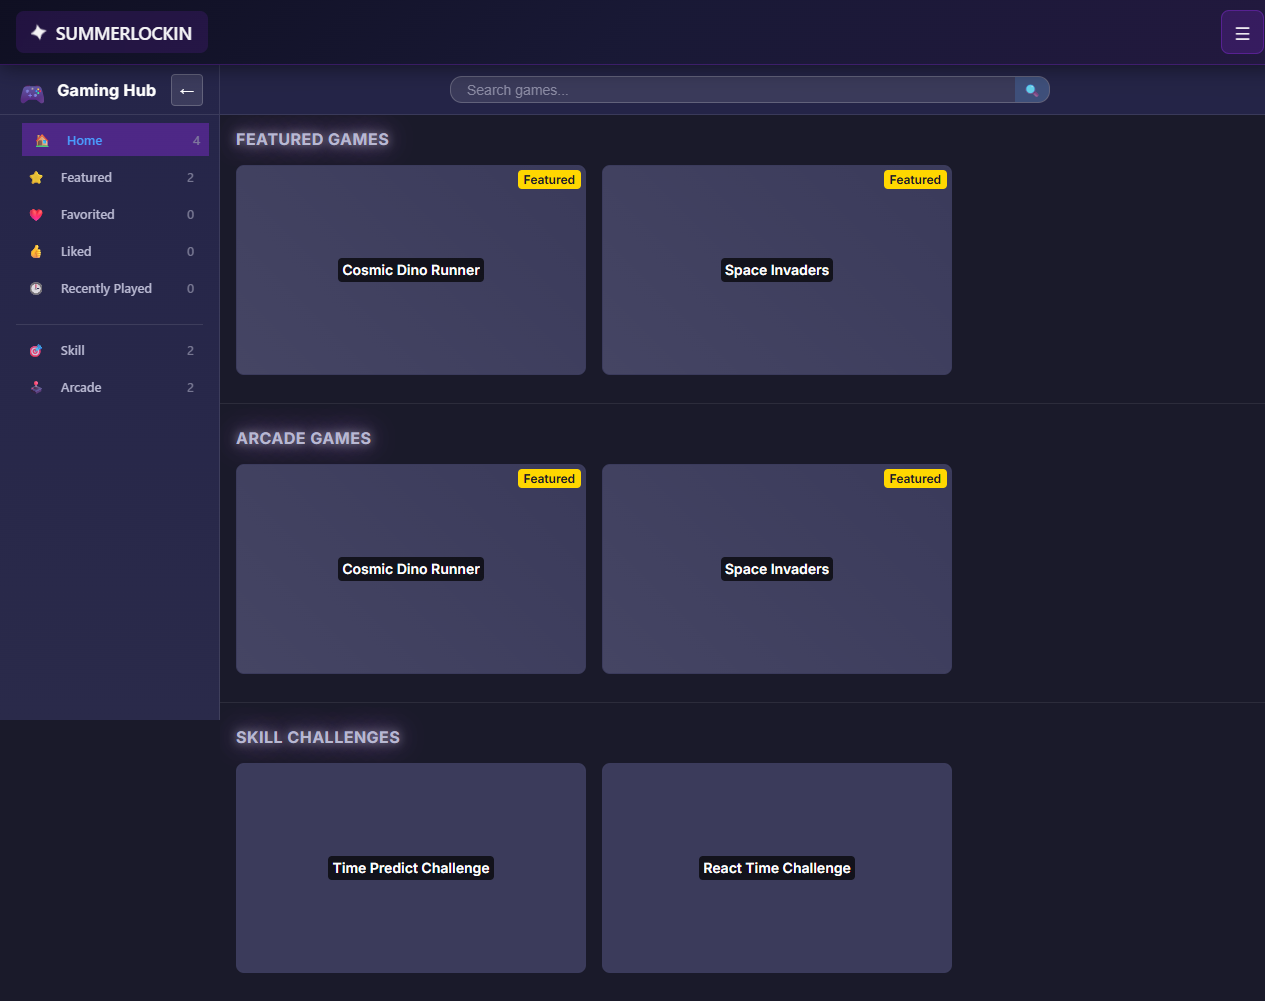 SUMMERLOCKIN
Gaming Hub
Search games...
Home 4
Featured 2
Favorited 0
Liked 0
Recently Played 0
Skill 2
Arcade 2
FEATURED GAMES
Featured
Cosmic Dino Runner
Featured
Space Invaders
ARCADE GAMES
Featured
Cosmic Dino Runner
Featured
Space Invaders
SKILL CHALLENGES
Time Predict Challenge
React Time Challenge